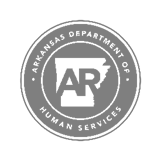 ARKANSAS DEPARTMENT OF
AR
HUMAN SERVICES